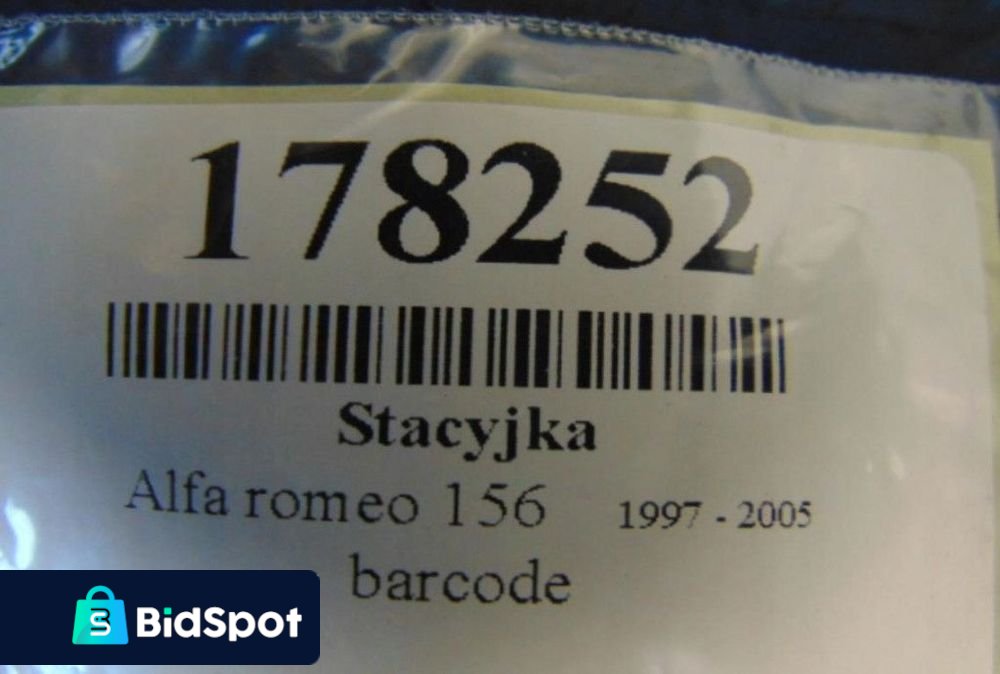 178252
Stacyjka
Alfa romeo 156 1997 - 2005
barcode
BidSpot